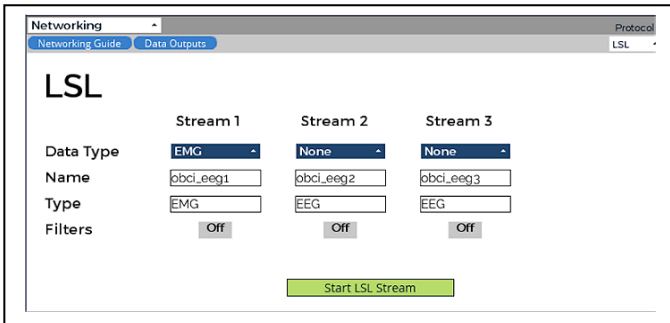 Networking Protocol
Networking Guide Data Outputs LSL
LSL
Stream 1 Stream 2 Stream 3
Data Type EMG None None
Name obci_eeg1 obci_eeg2 obci_eeg3
Type EMG EEG EEG
Filters Off Off Off
Start LSL Stream